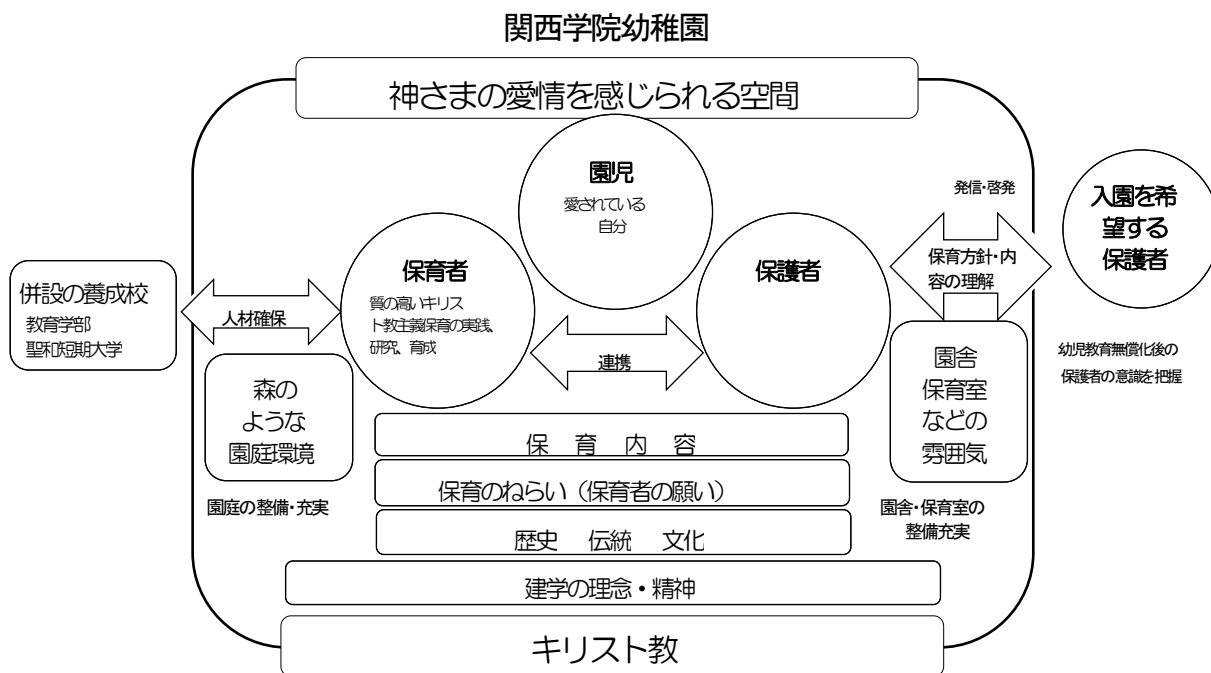 関西学院幼稚園
神さまの愛情を感じられる空間
園児
愛されている
自分
発信・啓発
入園を希
望する
保護者
保育者
質の高いキリス
ト教主義保育の実践、
研究、育成
保護者
保育方針・内
容の理解
併設の養成校
教育学部
聖和短期大学
人材確保
連携
森の
ような
園庭環境
園舎
保育室
などの
雰囲気
幼児教育無償化後の
保護者の意識を把握
保 育 内 容
保育のねらい（保育者の願い）
園庭の整備・充実
園舎・保育室の
整備充実
歴史 伝統 文化
建学の理念・精神
キリスト教